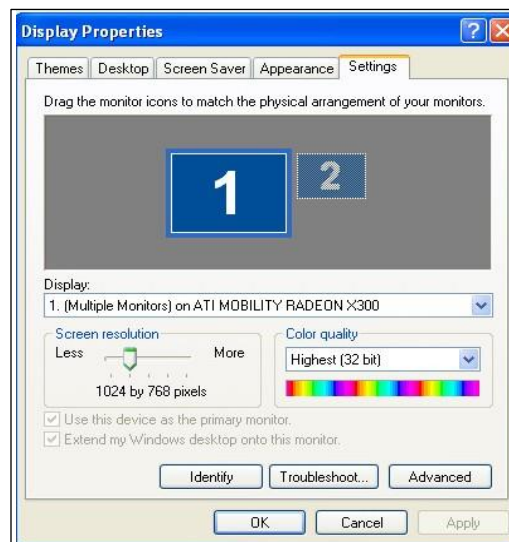 Display Properties
Themes Desktop Screen Saver Appearance Settings
Drag the monitor icons to match the physical arrangement of your monitors.
1 2
Display:
1. (Multiple Monitors) on ATI MOBILITY RADEON X300
Screen resolution Color quality
Less More Highest (32 bit)
1024 by 768 pixels
Use this device as the primary monitor.
Extend my Windows desktop onto this monitor.
Identify Troubleshoot... Advanced
OK Cancel Apply